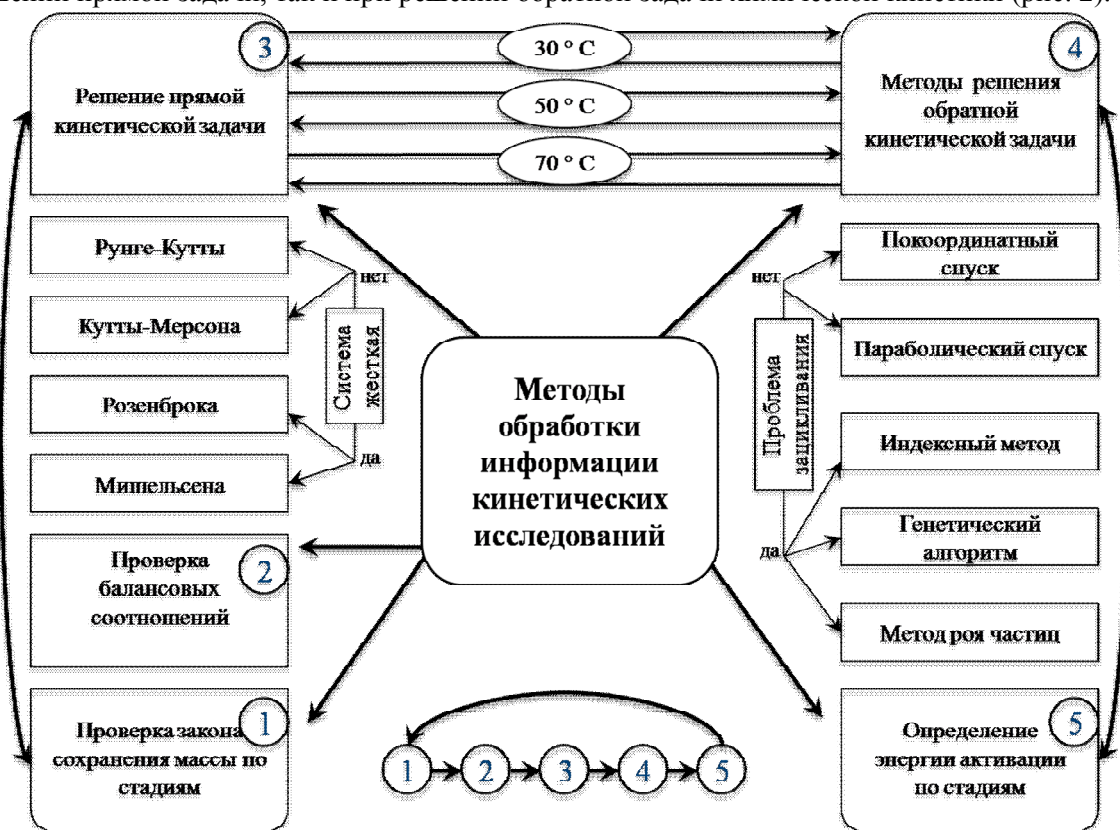 шении прямой задачи, так и при решении обратной задачи химической кинетики (рис. 2).
3
Решение прямой
кинетической задачи
30 ° C
50 ° C
70 ° C
4
Методы решения
обратной
кинетической задачи
Рунге-Кутты
Кутты-Мерсона
Розенброка
Мишельсена
нет
Система
жесткая
да
Методы
обработки
информации
кинетических
исследований
нет
Проблема
зацикливания
да
Покоординатный
спуск
Параболический спуск
Индексный метод
Генетический
алгоритм
Метод роя частиц
2
Проверка
балансовых
соотношений
1
Проверка закона
сохранения массы по
стадиям
1 2 3 4 5
5
Определение
энергии активации
по стадиям